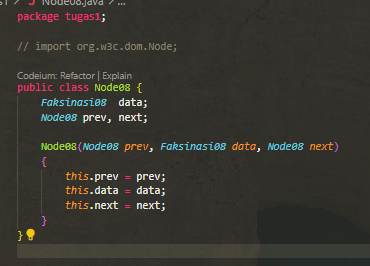 Node08.java
package tugas1;
// import org.w3c.dom.Node;
Codeium: Refactor | Explain
public class Node08 {
Faksinasi08 data;
Node08 prev, next;
Node08(Node08 prev, Faksinasi08 data, Node08 next)
{
this.prev = prev;
this.data = data;
this.next = next;
}
}